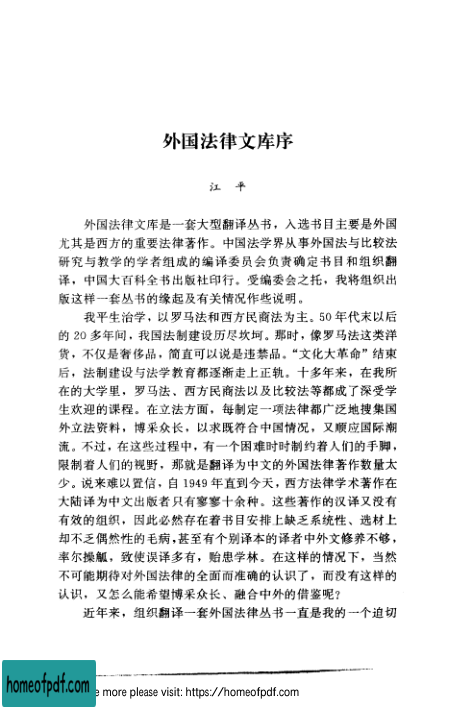 外国法律文库序
江 平
外国法律文库是一套大型翻译丛书，入选书目主要是外国
尤其是西方的重要法律著作。中国法学界从事外国法与比较法
研究与教学的学者组成的编译委员会负责确定书目和组织翻
译，中国大百科全书出版社印行。受编委会之托，我将组织出
版这样一套丛书的缘起及有关情况作些说明。
我平生治学，以罗马法和西方民商法为主。50 年代末以后
的 20 多年间，我国法制建设历尽坎坷。那时，像罗马法这类洋
货，不仅是奢侈品，简直可以说是违禁品。“文化大革命”结束
后，法制建设与法学教育都逐渐走上正轨。十多年来，在我所
在的大学里，罗马法、西方民商法以及比较法等都成了深受学
生欢迎的课程。在立法方面，每制定一项法律都广泛地搜集国
外立法资料，博采众长，以求既符合中国情况，又顺应国际潮
流。不过，在这些过程中，有一个困难时时制约着人们的手脚，
限制着人们的视野，那就是翻译为中文的外国法律著作数量太
少。说来难以置信，自 1949 年直到今天，西方法律学术著作在
大陆译为中文出版者只有寥寥十余种。这些著作的汉译又没有
有效的组织，因此必然存在着书目安排上缺乏系统性、选材上
却不乏偶然性的毛病，甚至有个别译本的译者中外文修养不够，
率尔操觚，致使误译多有，贻患学林。在这样的情况下，当然
不可能期待对外国法律的全面而准确的认识了，而没有这样的
认识，又怎么能希望博采众长、融合中外的借鉴呢？
近年来，组织翻译一套外国法律丛书一直是我的一个迫切
homeofpdf.com
e more please visit: https://homeofpdf.com